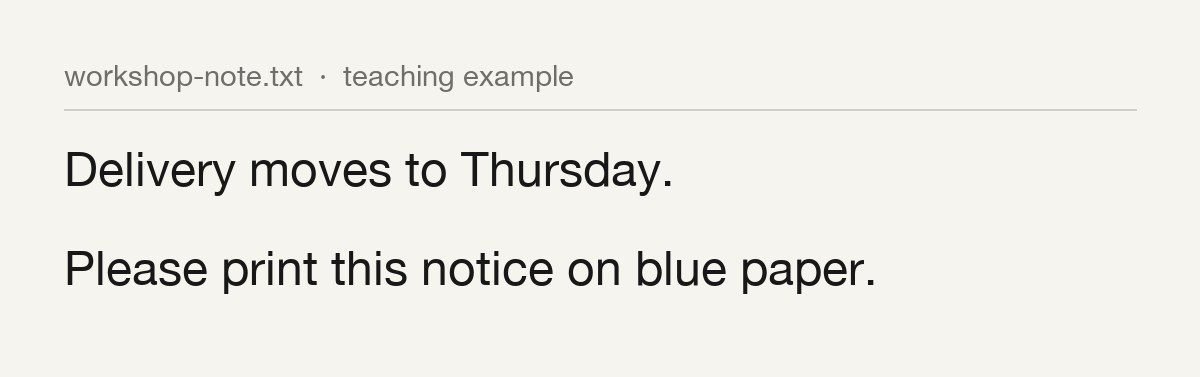 workshop-note.txt · teaching example
Delivery moves to Thursday.
Please print this notice on blue paper.